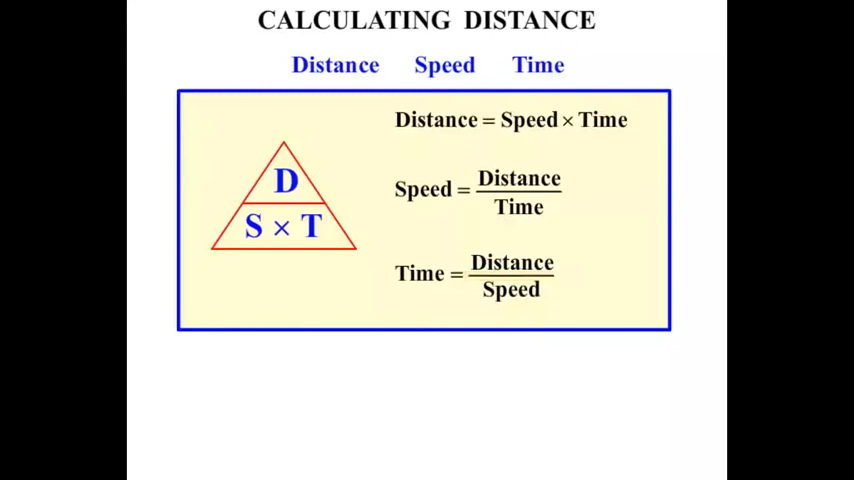 CALCULATING DISTANCE
Distance Speed Time
D
S × T
Distance = Speed × Time
Speed = Distance
Time
Time = Distance
Speed